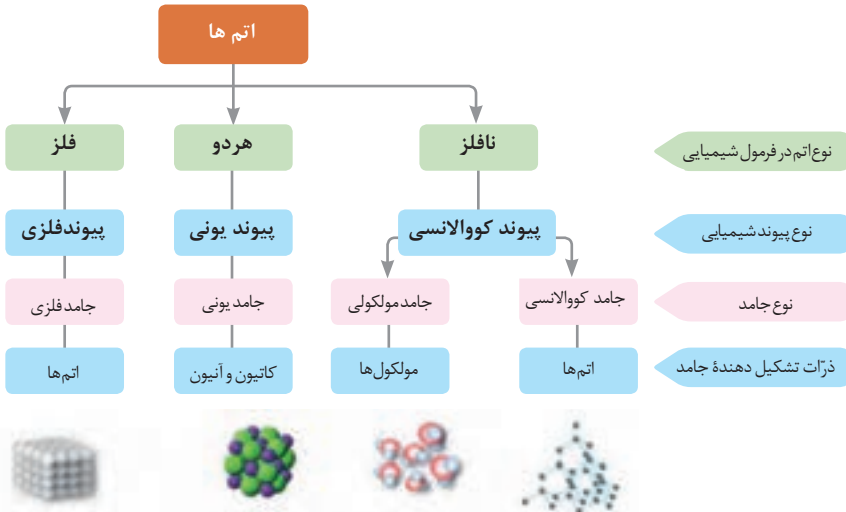 اتم ها
نوع اتم در فرمول شیمیایی
نافلز
هردو
فلز
نوع پیوند شیمیایی
پیوند کووالانسی
پیوند یونی
پیوند فلزی
نوع جامد
جامد کووالانسی
جامد مولکولی
جامد یونی
جامد فلزی
ذرّات تشکیل دهندهٔ جامد
اتم‌ها
مولکول‌ها
کاتیون و آنیون
اتم‌ها